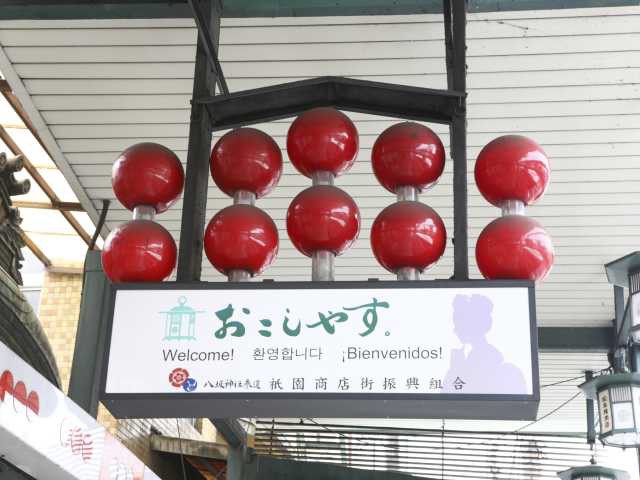 おこしやす。
Welcome! 환영합니다 ¡Bienvenidos!
八坂神社参道 祇園商店街振興組合